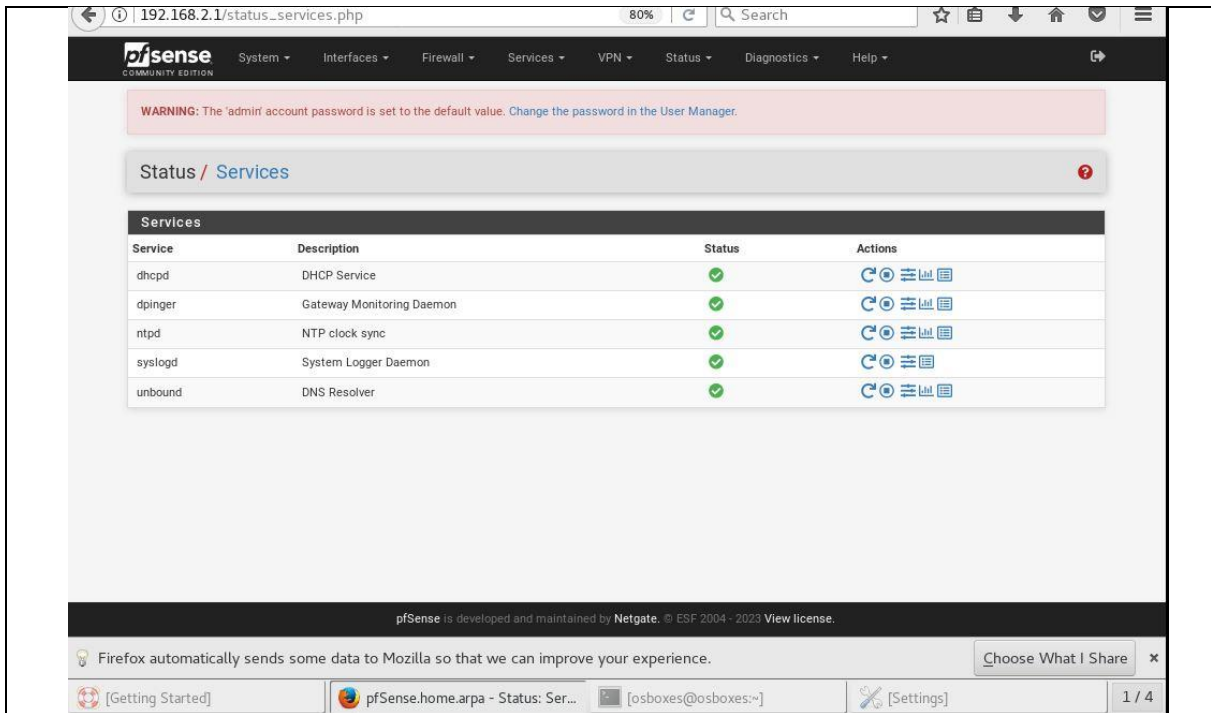 192.168.2.1/status_services.php 80% Search
pfsense System Interfaces Firewall Services VPN Status Diagnostics Help
COMMUNITY EDITION
WARNING: The 'admin' account password is set to the default value. Change the password in the User Manager.
Status / Services
Services
Service Description Status Actions
dhcpd DHCP Service
dpinger Gateway Monitoring Daemon
ntpd NTP clock sync
syslogd System Logger Daemon
unbound DNS Resolver
pfSense is developed and maintained by Netgate. © ESF 2004 - 2023 View license.
Firefox automatically sends some data to Mozilla so that we can improve your experience. Choose What I Share ×
[Getting Started] pfSense.home.arpa - Status: Ser... [osboxes@osboxes:~] [Settings] 1 / 4